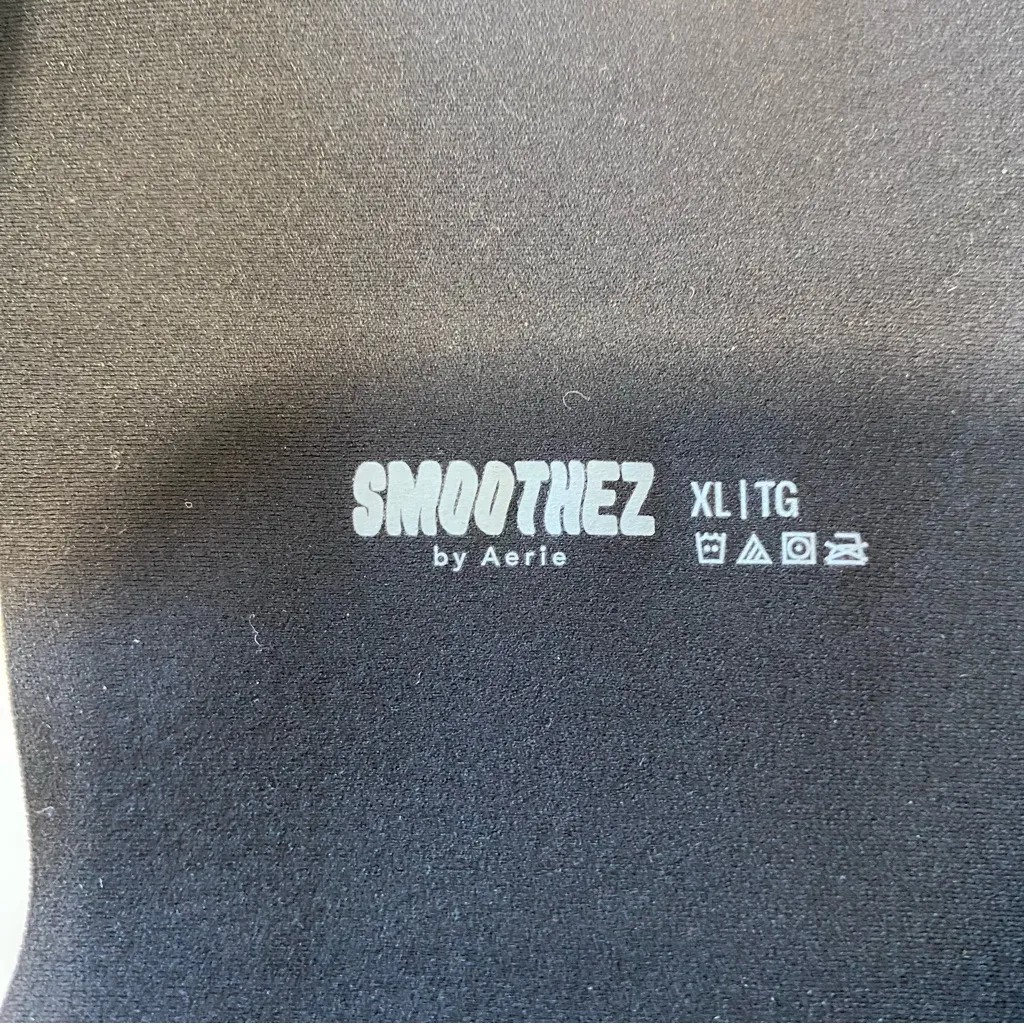 SMOOTHEZ
by Aerie
XL | TG